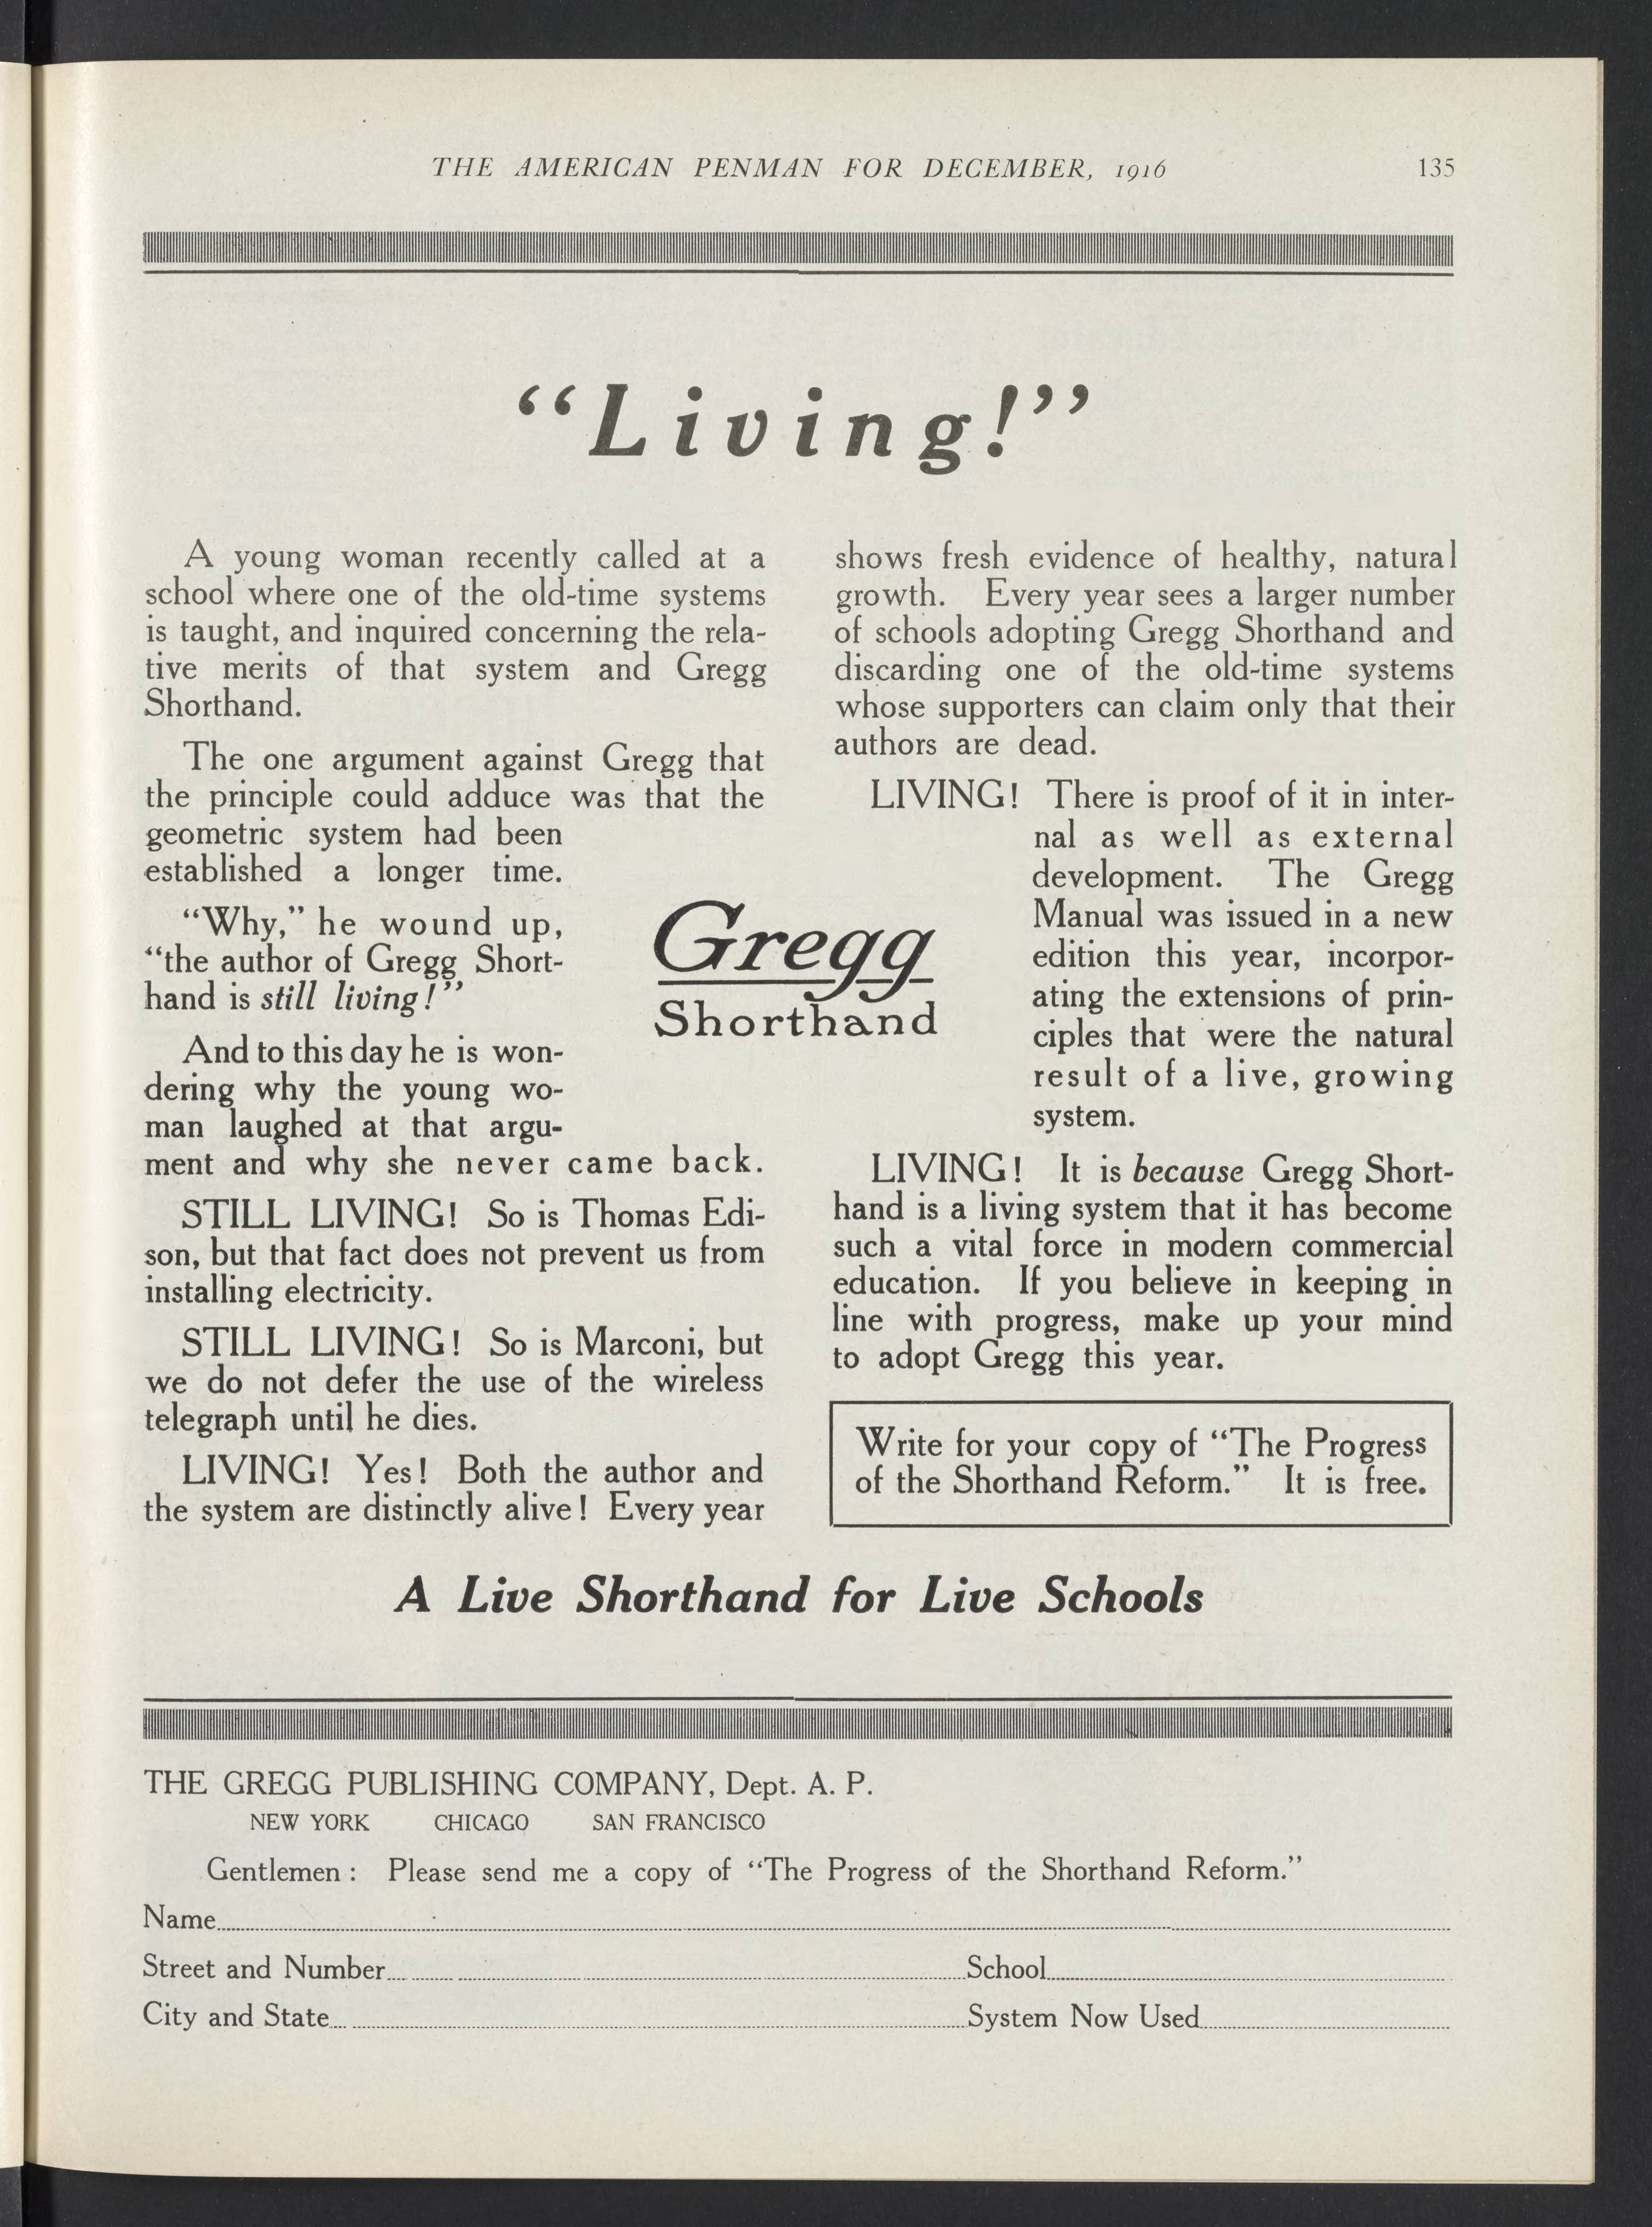 THE AMERICAN PENMAN FOR DECEMBER, 1916 135
“Living!”
A young woman recently called at a
school where one of the old-time systems
is taught, and inquired concerning the rela-
tive merits of that system and Gregg
Shorthand.
The one argument against Gregg that
the principle could adduce was that the
geometric system had been
established a longer time.
“Why,” he wound up,
“the author of Gregg Short-
hand is still living!”
And to this day he is won-
dering why the young wo-
man laughed at that argu-
ment and why she never came back.
STILL LIVING! So is Thomas Edi-
son, but that fact does not prevent us from
installing electricity.
STILL LIVING! So is Marconi, but
we do not defer the use of the wireless
telegraph until he dies.
LIVING! Yes! Both the author and
the system are distinctly alive! Every year
Gregg
Shorthand
shows fresh evidence of healthy, natural
growth. Every year sees a larger number
of schools adopting Gregg Shorthand and
discarding one of the old-time systems
whose supporters can claim only that their
authors are dead.
LIVING! There is proof of it in inter-
nal as well as external
development. The Gregg
Manual was issued in a new
edition this year, incorpor-
ating the extensions of prin-
ciples that were the natural
result of a live, growing
system.
LIVING! It is because Gregg Short-
hand is a living system that it has become
such a vital force in modern commercial
education. If you believe in keeping in
line with progress, make up your mind
to adopt Gregg this year.
Write for your copy of “The Progress
of the Shorthand Reform.” It is free.
A Live Shorthand for Live Schools
THE GREGG PUBLISHING COMPANY, Dept. A. P.
NEW YORK CHICAGO SAN FRANCISCO
Gentlemen: Please send me a copy of “The Progress of the Shorthand Reform.”
Name
Street and Number School
City and State System Now Used